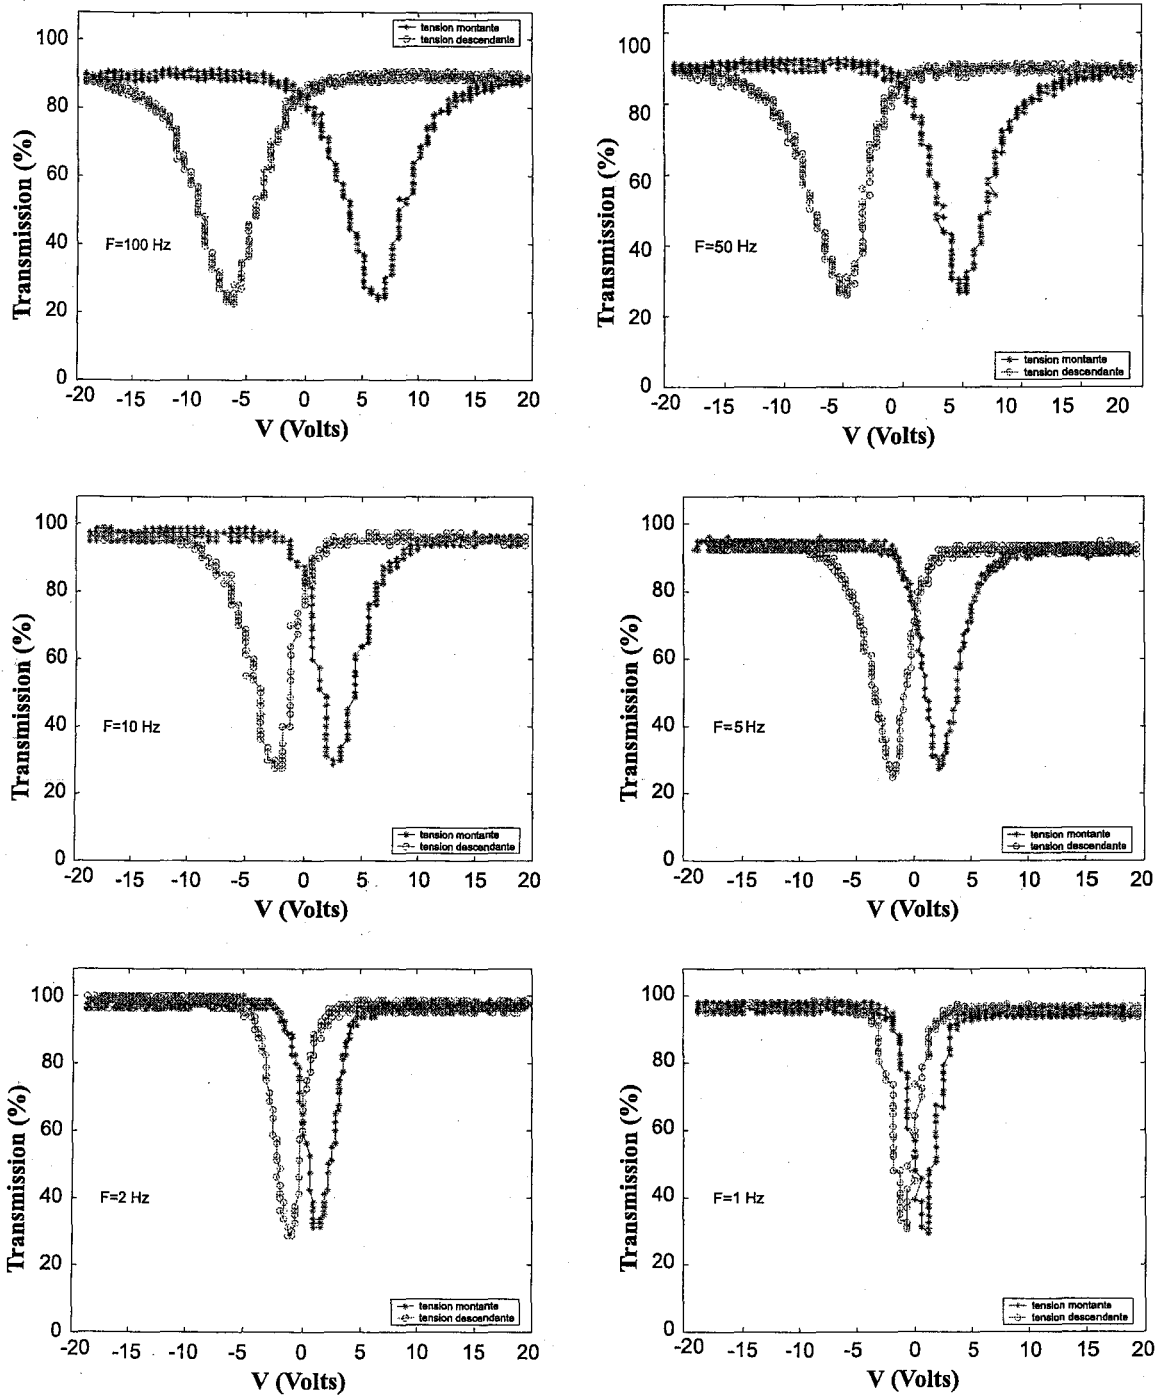 100
80
60
40
20
0
Transmission (%)
tension montante
tension descendante
F=100 Hz
-20 -15 -10 -5 0 5 10 15 20
V (Volts)
100
80
60
40
20
0
Transmission (%)
F=50 Hz
tension montante
tension descendante
-20 -15 -10 -5 0 5 10 15 20
V (Volts)
100
80
60
40
20
0
Transmission (%)
F=10 Hz
tension montante
tension descendante
-20 -15 -10 -5 0 5 10 15 20
V (Volts)
100
80
60
40
20
0
Transmission (%)
F=5Hz
tension montante
tension descendante
-20 -15 -10 -5 0 5 10 15 20
V (Volts)
100
80
60
40
20
0
Transmission (%)
F=2 Hz
tension montante
tension descendante
-20 -15 -10 -5 0 5 10 15 20
V (Volts)
100
80
60
40
20
0
Transmission (%)
F=1 Hz
tension montante
tension descendante
-20 -15 -10 -5 0 5 10 15 20
V (Volts)